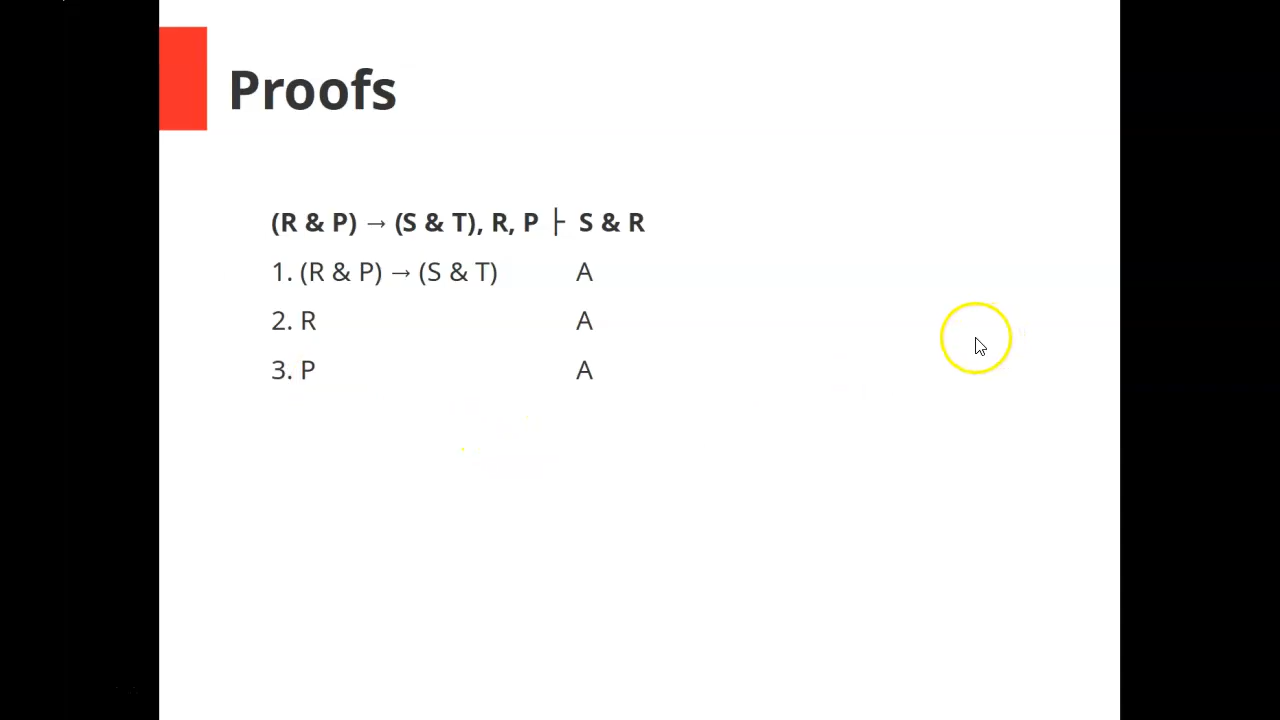 Proofs
(R & P) → (S & T), R, P ├ S & R
1. (R & P) → (S & T) A
2. R A
3. P A